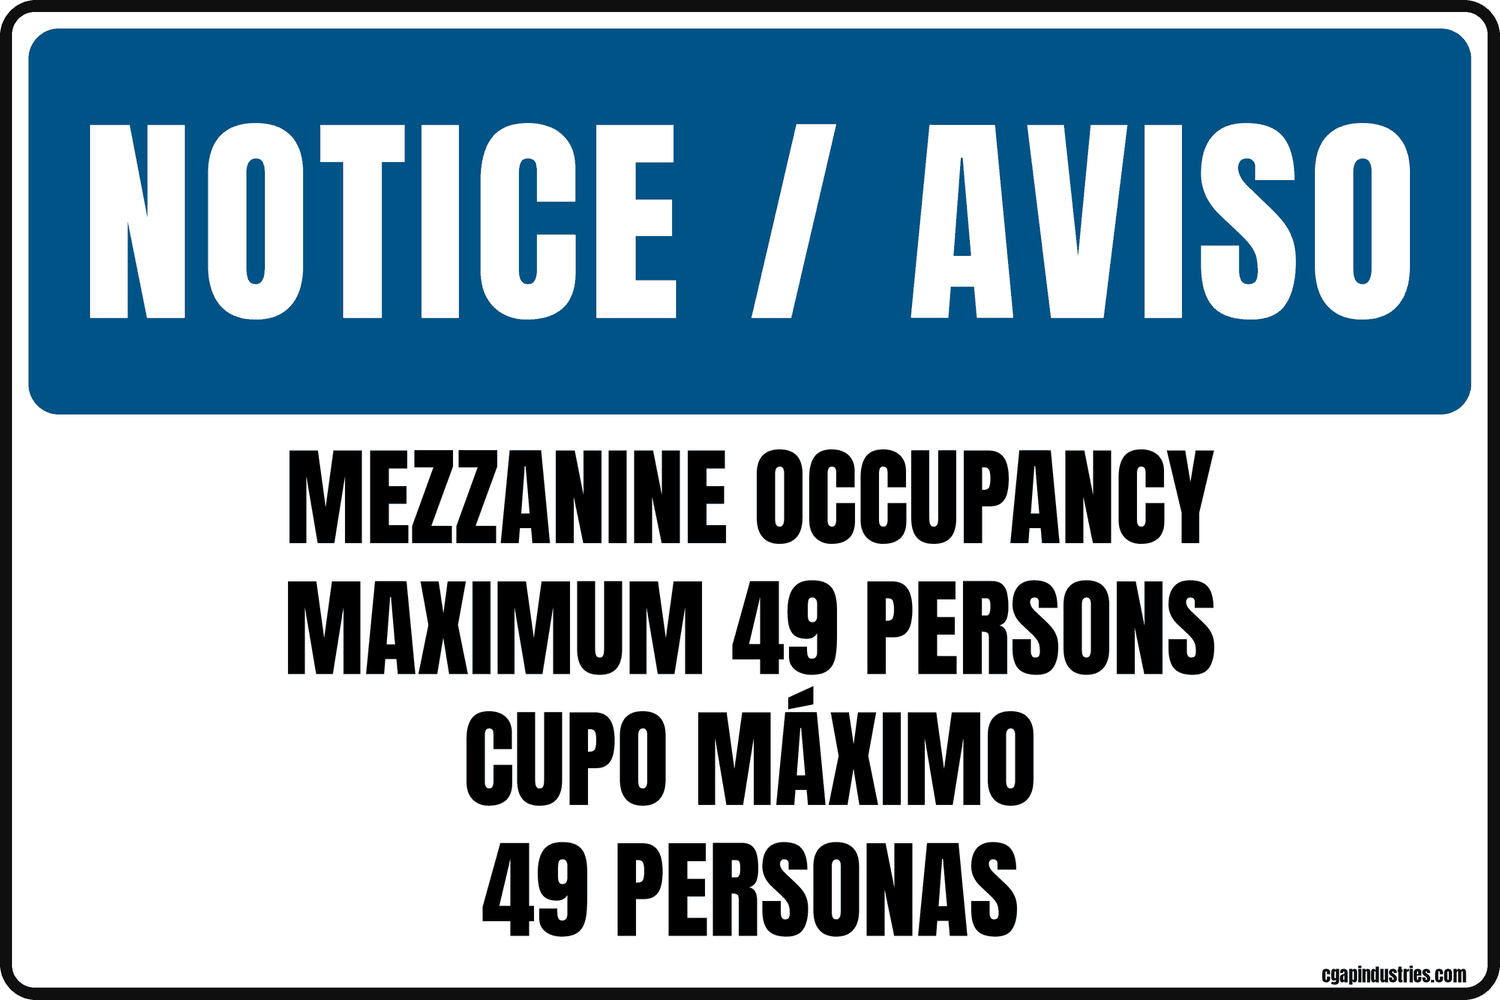 NOTICE / AVISO
MEZZANINE OCCUPANCY
MAXIMUM 49 PERSONS
CUPO MÁXIMO
49 PERSONAS
cgapindustries.com